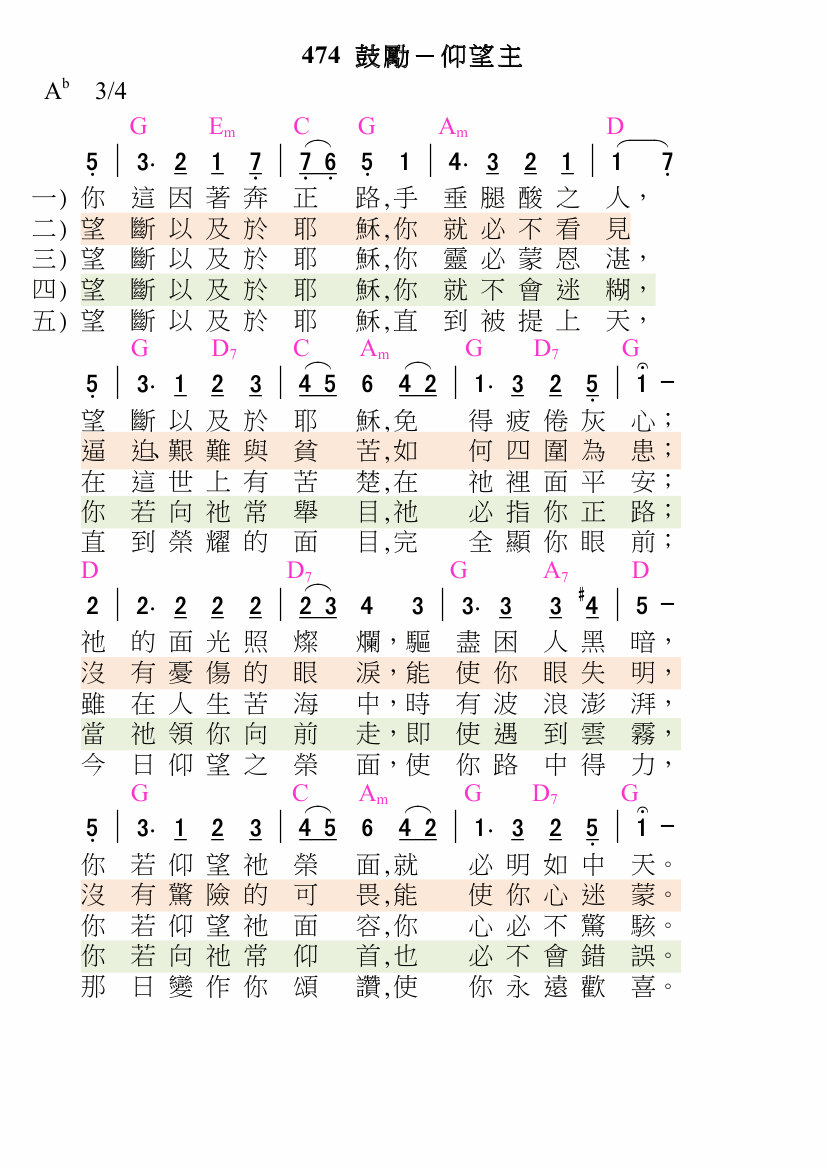 474 鼓勵－仰望主
A♭ 3/4
G Em C G Am D
5 | 3. 2 1 7 | 7 6 5 1 | 4. 3 2 1 | 1 7
一) 你 這 因 著 奔 正 路,手 垂 腿 酸 之 人，
二) 望 斷 以 及 於 耶 穌,你 就 必 不 看 見
三) 望 斷 以 及 於 耶 穌,你 靈 必 蒙 恩 湛，
四) 望 斷 以 及 於 耶 穌,你 就 不 會 迷 糊，
五) 望 斷 以 及 於 耶 穌,直 到 被 提 上 天，
G D7 C Am G D7 G
5 | 3. 1 2 3 | 4 5 6 4 2 | 1. 3 2 5 | 1 －
望 斷 以 及 於 耶 穌,免 得 疲 倦 灰 心；
逼 迫、艱 難 與 貧 苦,如 何 四 圍 為 患；
在 這 世 上 有 苦 楚,在 祂 裡 面 平 安；
你 若 向 祂 常 舉 目,祂 必 指 你 正 路；
直 到 榮 耀 的 面 目,完 全 顯 你 眼 前；
D D7 G A7 D
2 | 2. 2 2 2 | 2 3 4 3 | 3. 3 3 #4 | 5 －
祂 的 面 光 照 燦 爛，驅 盡 困 人 黑 暗，
沒 有 憂 傷 的 眼 淚，能 使 你 眼 失 明，
雖 在 人 生 苦 海 中，時 有 波 浪 澎 湃，
當 祂 領 你 向 前 走，即 使 遇 到 雲 霧，
今 日 仰 望 之 榮 面，使 你 路 中 得 力，
G C Am G D7 G
5 | 3. 1 2 3 | 4 5 6 4 2 | 1. 3 2 5 | 1 －
你 若 仰 望 祂 榮 面,就 必 明 如 中 天。
沒 有 驚 險 的 可 畏,能 使 你 心 迷 蒙。
你 若 仰 望 祂 面 容,你 心 必 不 驚 駭。
你 若 向 祂 常 仰 首,也 必 不 會 錯 誤。
那 日 變 作 你 頌 讚,使 你 永 遠 歡 喜。